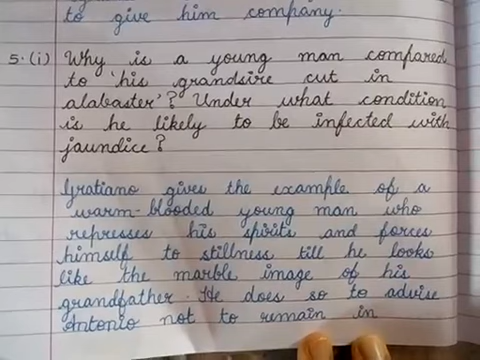 to give him company.
5.(i) Why is a young man compared
to 'his grandsire cut in
alabaster'? Under what condition
is he likely to be infected with
jaundice?
Gratiano gives the example of a
warm-blooded young man who
represses his spirits and forces
himself to stillness till he looks
like the marble image of his
grandfather. He does so to advise
Antonio not to remain in